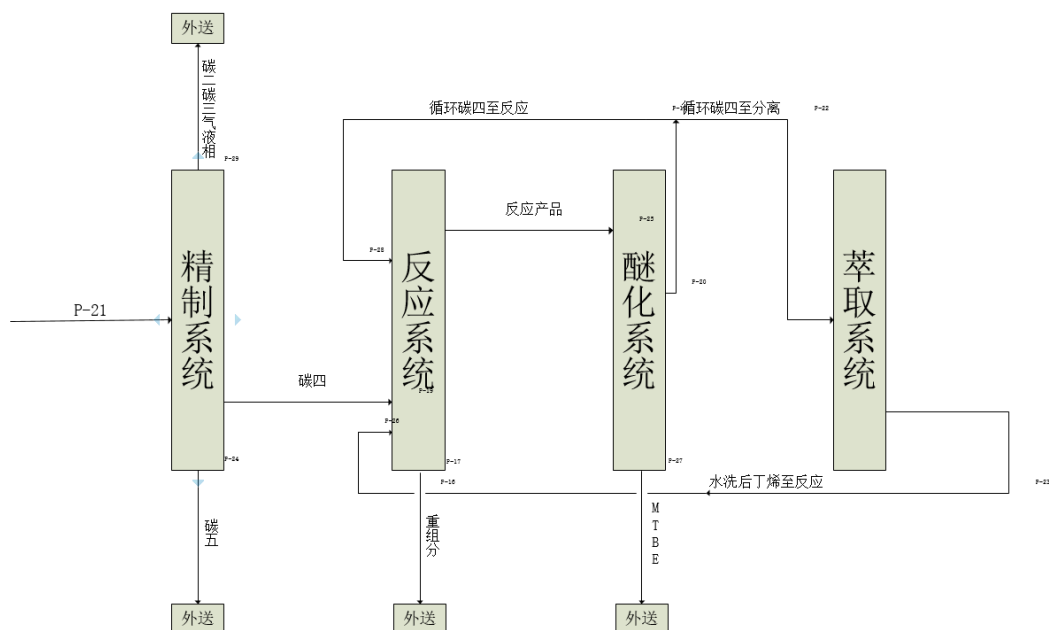 外送
碳二碳三气液相
P-29
循环碳四至反应
循环碳四至分离
P-22
反应产品
P-25
P-28
P-20
P-21
精制系统
反应系统
醚化系统
萃取系统
碳四
P-26
P-24
P-17
P-27
水洗后丁烯至反应
碳五
重组分
MTBE
外送
外送
外送